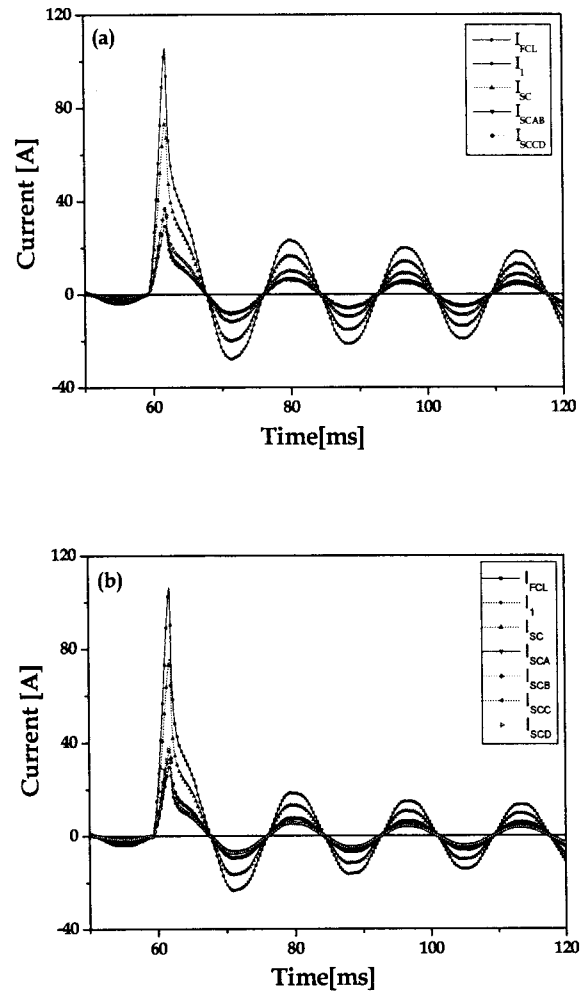 (a)
I_FCL
I_1
I_SC
I_SCAB
I_SCCD
120
80
40
0
-40
Current [A]
60 80 100 120
Time[ms]
(b)
I_FCL
I_1
I_SC
I_SCA
I_SCB
I_SCC
I_SCD
120
80
40
0
-40
Current [A]
60 80 100 120
Time[ms]